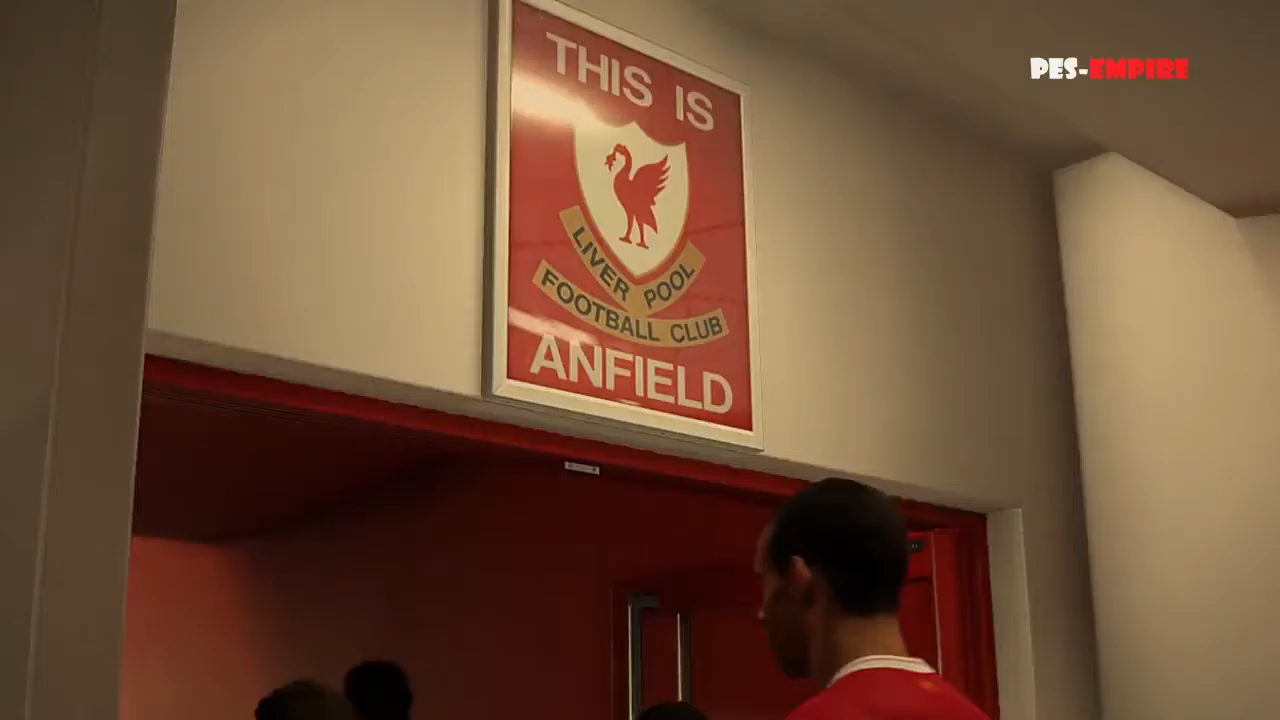 PES-EMPIRE
THIS IS
LIVER POOL
FOOTBALL CLUB
ANFIELD